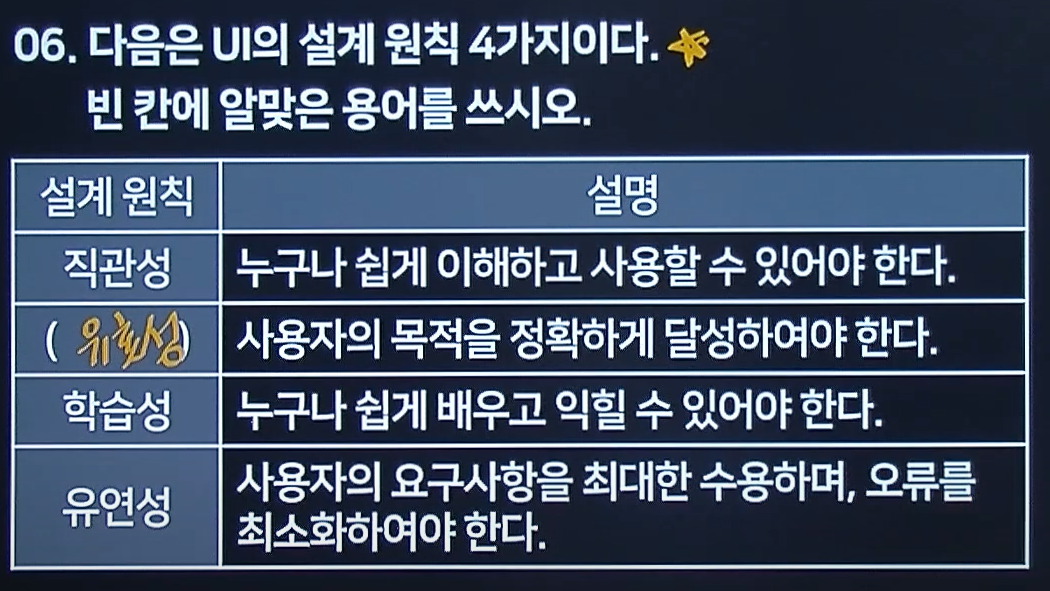 06. 다음은 UI의 설계 원칙 4가지이다.
빈 칸에 알맞은 용어를 쓰시오.
설계 원칙 설명
직관성 누구나 쉽게 이해하고 사용할 수 있어야 한다.
( 유효성) 사용자의 목적을 정확하게 달성하여야 한다.
학습성 누구나 쉽게 배우고 익힐 수 있어야 한다.
유연성 사용자의 요구사항을 최대한 수용하며, 오류를
최소화하여야 한다.